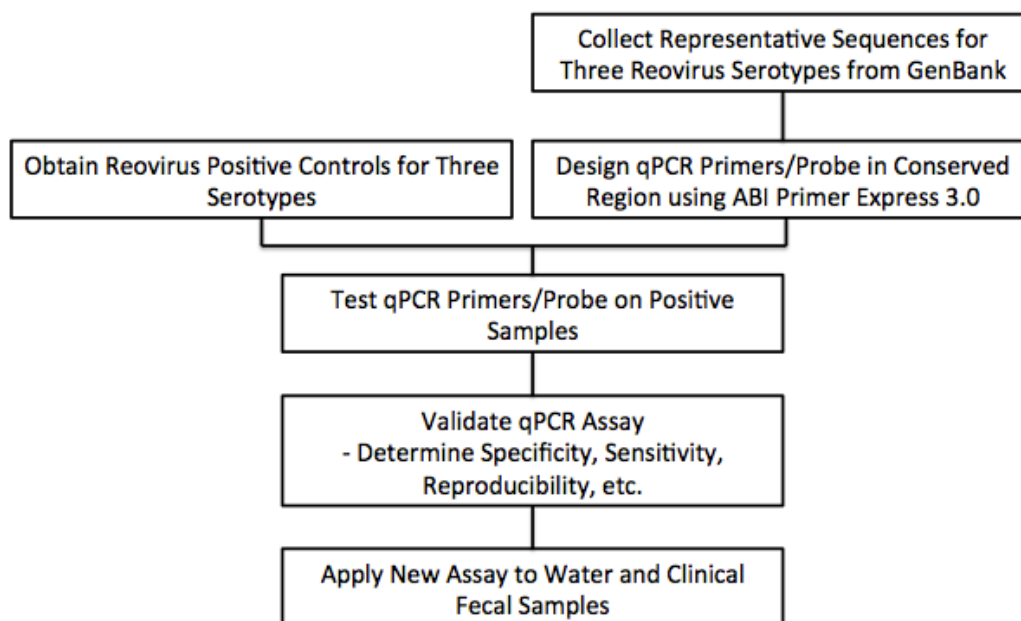 Collect Representative Sequences for
Three Reovirus Serotypes from GenBank
Obtain Reovirus Positive Controls for Three
Serotypes
Design qPCR Primers/Probe in Conserved
Region using ABI Primer Express 3.0
Test qPCR Primers/Probe on Positive
Samples
Validate qPCR Assay
- Determine Specificity, Sensitivity,
Reproducibility, etc.
Apply New Assay to Water and Clinical
Fecal Samples